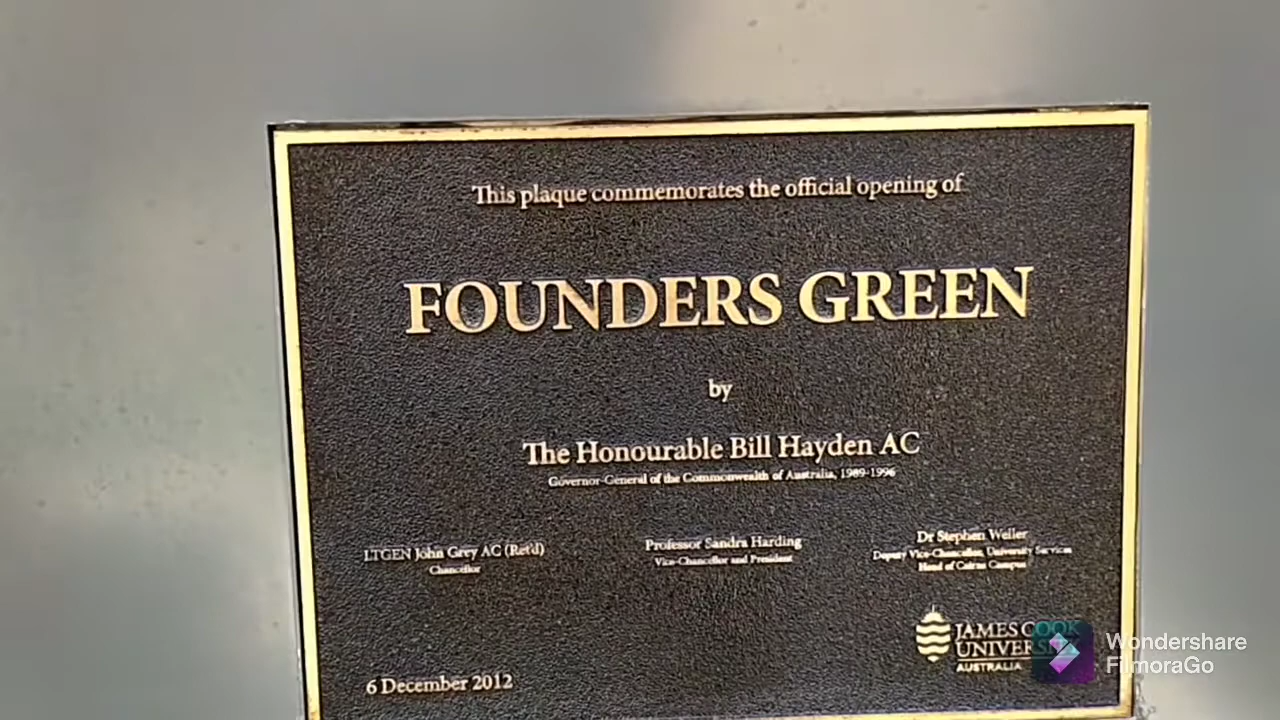 This plaque commemorates the official opening of
FOUNDERS GREEN
by
The Honourable Bill Hayden AC
Governor-General of the Commonwealth of Australia, 1989-1996
LTGEN John Grey AC (Ret'd)
Chancellor
Professor Sandra Harding
Vice-Chancellor and President
Dr Stephen Weller
Deputy Vice-Chancellor, University Services
Head of Cairns Campus
JAMES COOK
UNIVERSITY
AUSTRALIA
6 December 2012
Wondershare
FilmoraGo